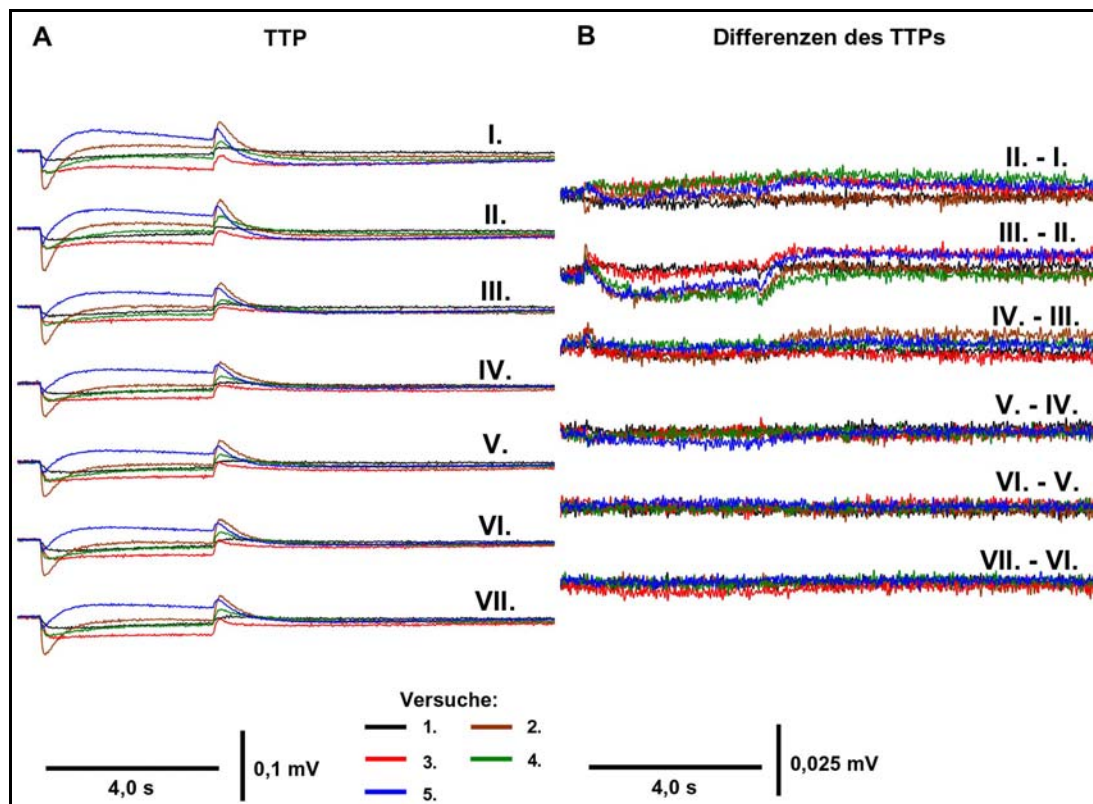 A
TTP
I.
II.
III.
IV.
V.
VI.
VII.
B
Differenzen des TTPs
II. - I.
III. - II.
IV. - III.
V. - IV.
VI. - V.
VII. - VI.
Versuche:
1.
2.
3.
4.
5.
4,0 s
0,1 mV
4,0 s
0,025 mV